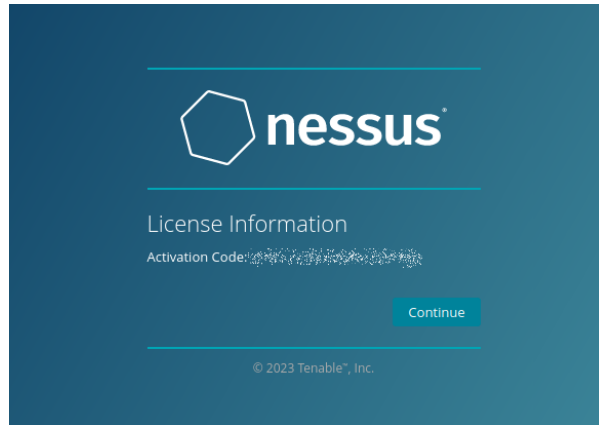 nessus®
License Information
Activation Code:
Continue
© 2023 Tenable™, Inc.